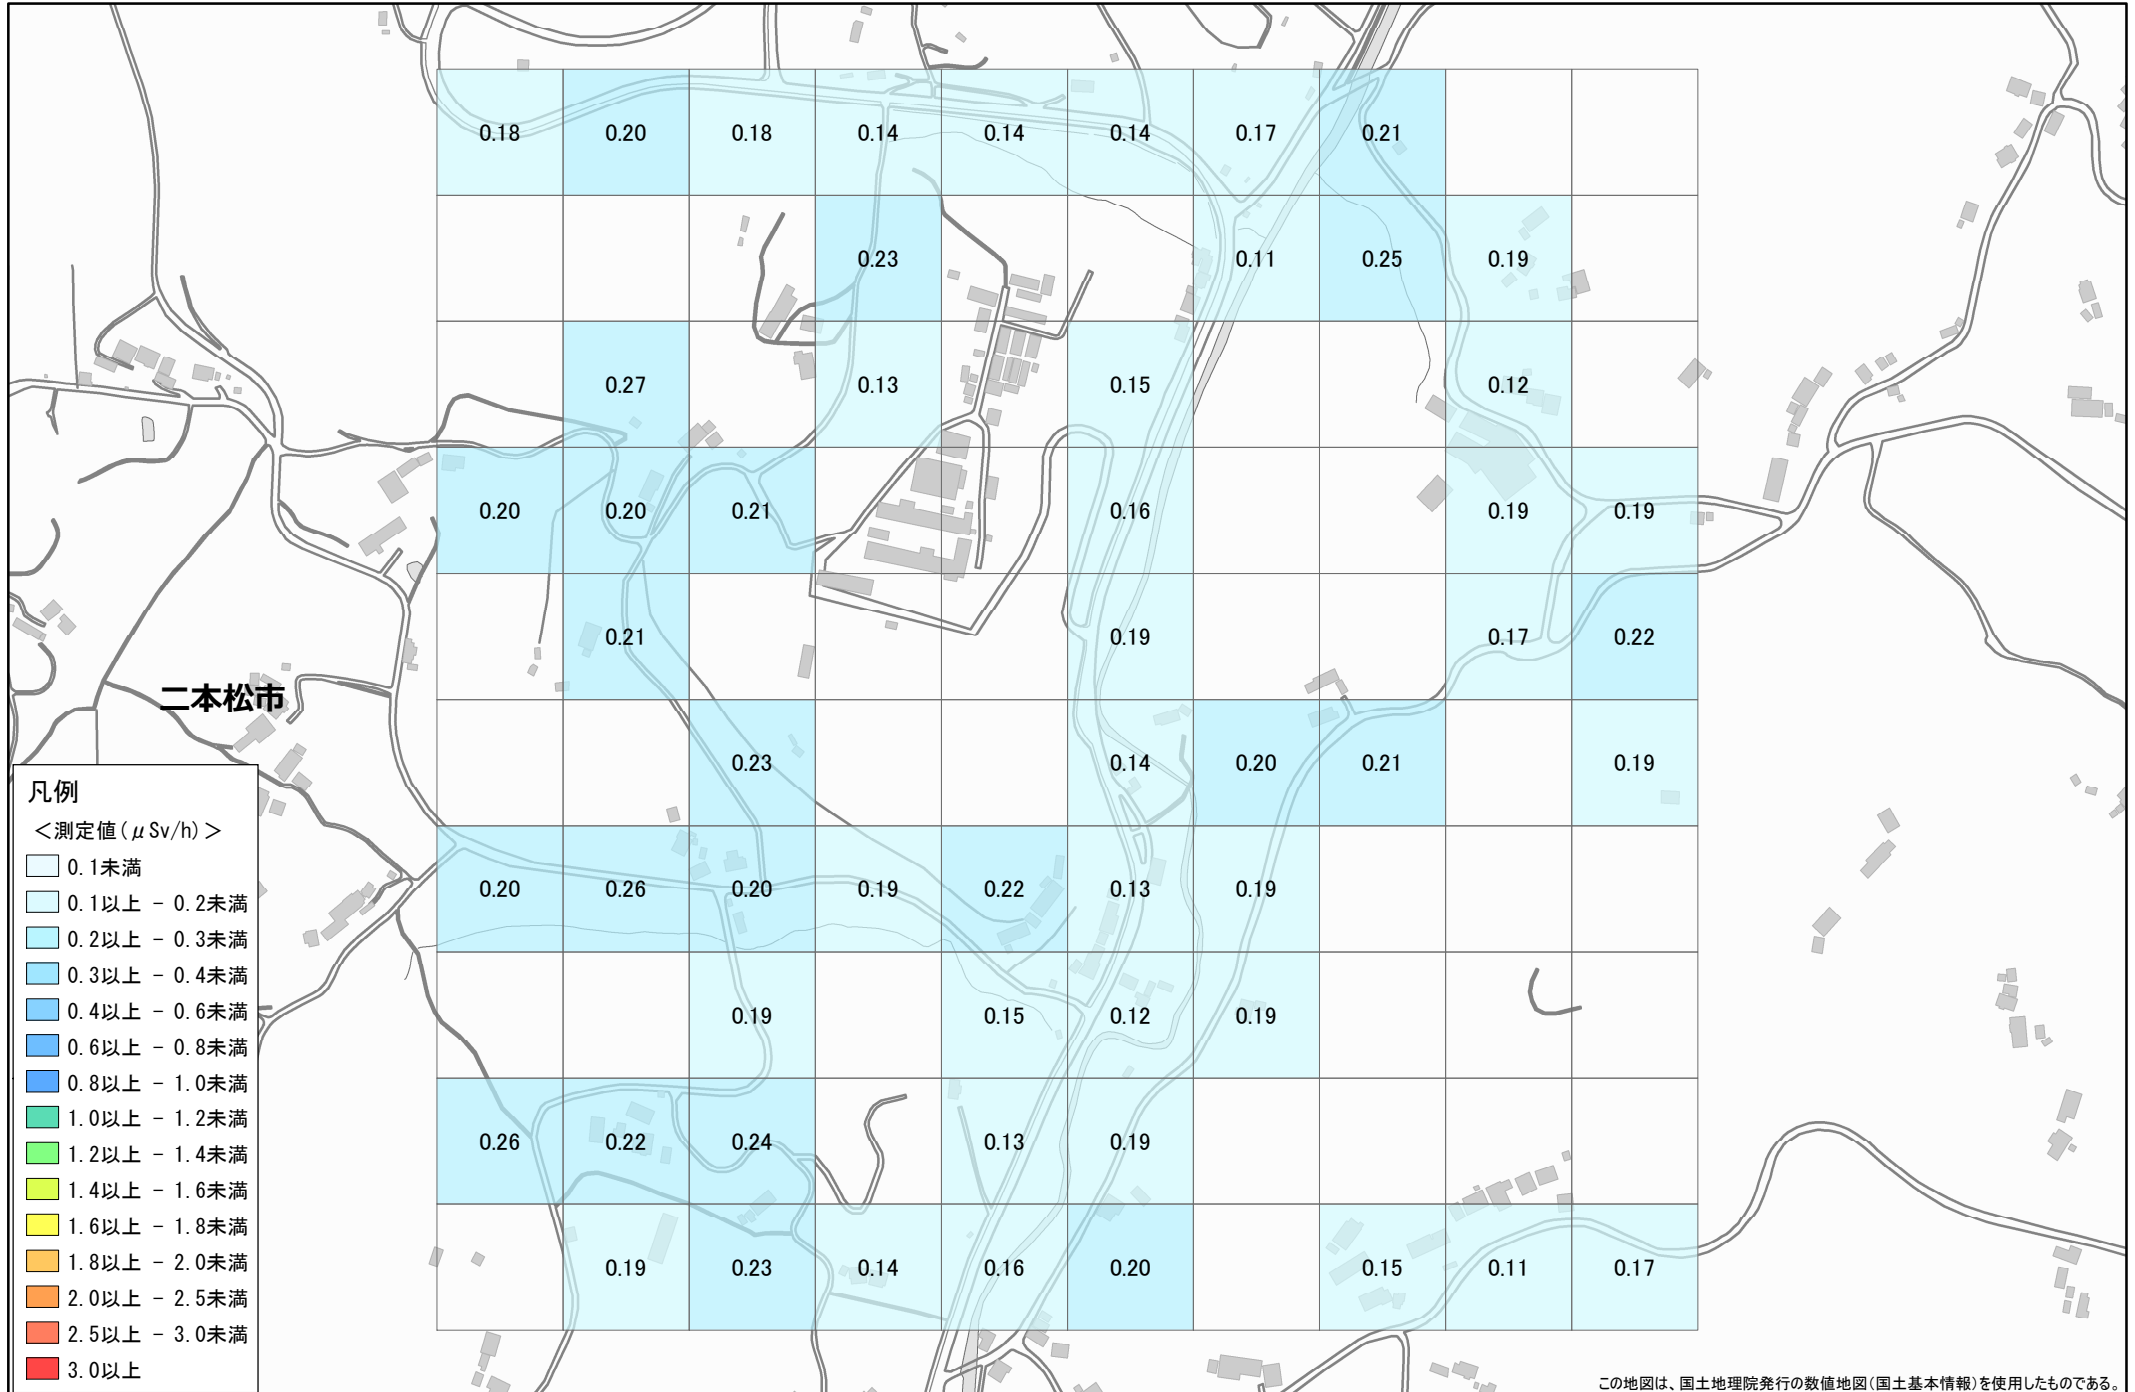 0.18 0.20 0.18 0.14 0.14 0.14 0.17 0.21
0.23 0.11 0.25 0.19
0.27 0.13 0.15 0.12
0.20 0.20 0.21 0.16 0.19 0.19
0.21 0.19 0.17 0.22
二本松市
0.23 0.14 0.20 0.21 0.19
0.20 0.26 0.20 0.19 0.22 0.13 0.19
0.19 0.15 0.12 0.19
0.26 0.22 0.24 0.13 0.19
0.19 0.23 0.14 0.16 0.20 0.15 0.11 0.17
凡例
＜測定値(μSv/h)＞
0.1未満
0.1以上 - 0.2未満
0.2以上 - 0.3未満
0.3以上 - 0.4未満
0.4以上 - 0.6未満
0.6以上 - 0.8未満
0.8以上 - 1.0未満
1.0以上 - 1.2未満
1.2以上 - 1.4未満
1.4以上 - 1.6未満
1.6以上 - 1.8未満
1.8以上 - 2.0未満
2.0以上 - 2.5未満
2.5以上 - 3.0未満
3.0以上
この地図は、国土地理院発行の数値地図(国土基本情報)を使用したものである。